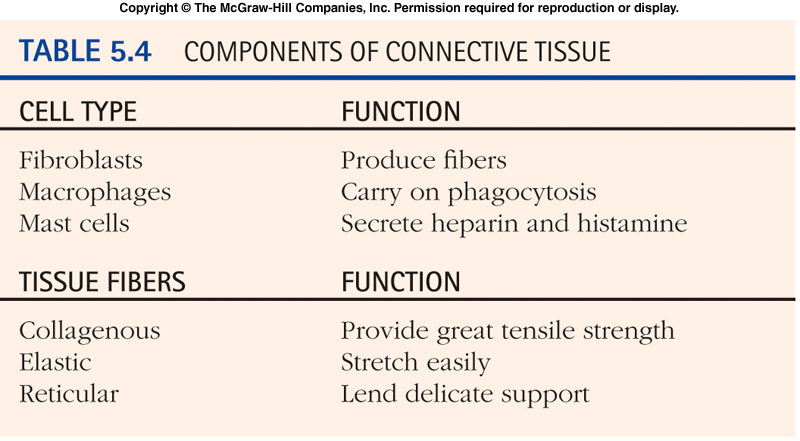 Copyright © The McGraw-Hill Companies, Inc. Permission required for reproduction or display.
TABLE 5.4 COMPONENTS OF CONNECTIVE TISSUE
CELL TYPE FUNCTION
Fibroblasts Produce fibers
Macrophages Carry on phagocytosis
Mast cells Secrete heparin and histamine
TISSUE FIBERS FUNCTION
Collagenous Provide great tensile strength
Elastic Stretch easily
Reticular Lend delicate support